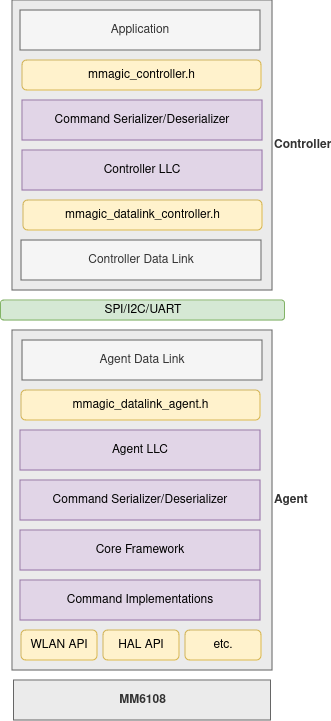 Application
mmagic_controller.h
Command Serializer/Deserializer
Controller LLC
mmagic_datalink_controller.h
Controller Data Link
Controller
SPI/I2C/UART
Agent Data Link
mmagic_datalink_agent.h
Agent LLC
Command Serializer/Deserializer
Agent
Core Framework
Command Implementations
WLAN API
HAL API
etc.
MM6108